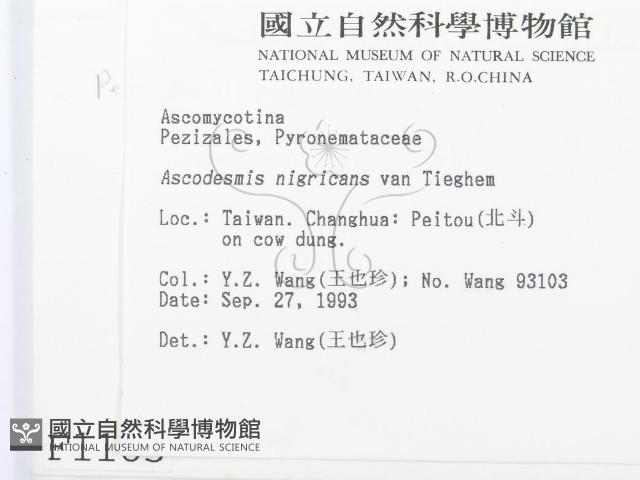 國立自然科學博物館
NATIONAL MUSEUM OF NATURAL SCIENCE
TAICHUNG, TAIWAN, R.O.CHINA
Pe
Ascomycotina
Pezizales, Pyronemataceae
Ascodesmis nigricans van Tieghem
Loc.: Taiwan. Changhua: Peitou(北斗)
on cow dung.
Col.: Y.Z. Wang(王也珍); No. Wang 93103
Date: Sep. 27, 1993
Det.: Y.Z. Wang(王也珍)
國立自然科學博物館
NATIONAL MUSEUM OF NATURAL SCIENCE